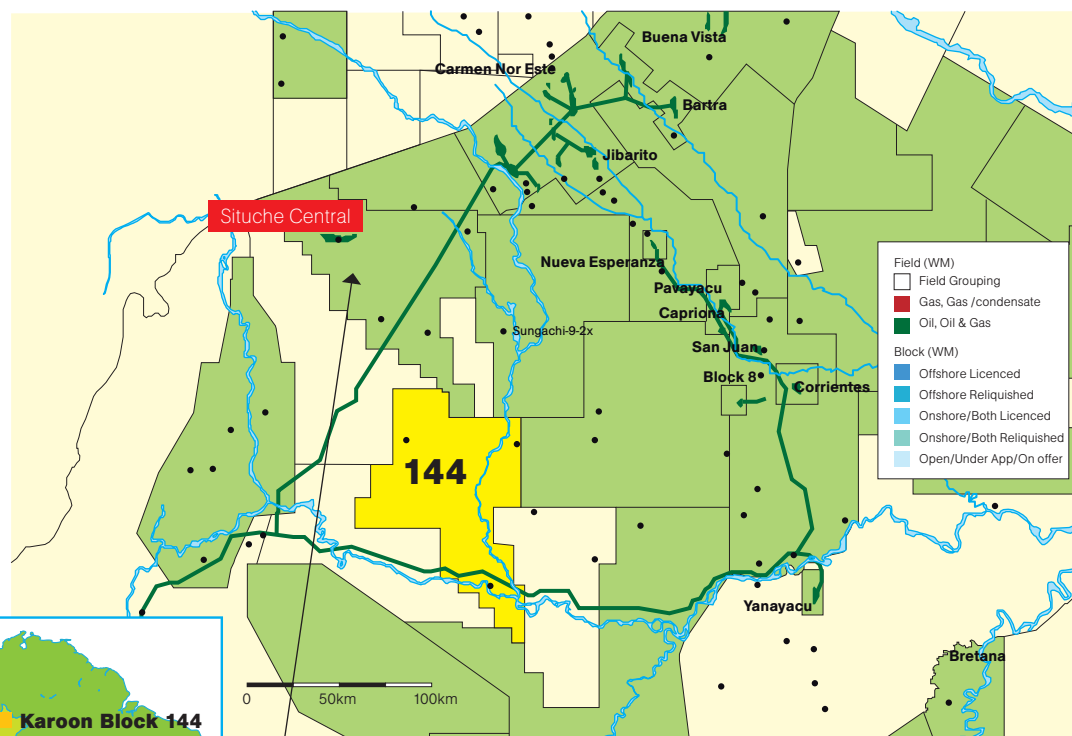 Buena Vista
Carmen Nor Este
Bartra
Jibarito
Situche Central
Nueva Esperanza
Pavayacu
Capriona
Sungachi-9-2x
San Juan
Block 8
Corrientes
144
Field (WM)
Field Grouping
Gas, Gas /condensate
Oil, Oil & Gas
Block (WM)
Offshore Licenced
Offshore Reliquished
Onshore/Both Licenced
Onshore/Both Reliquished
Open/Under App/On offer
Yanayacu
Bretana
0 50km 100km
Karoon Block 144